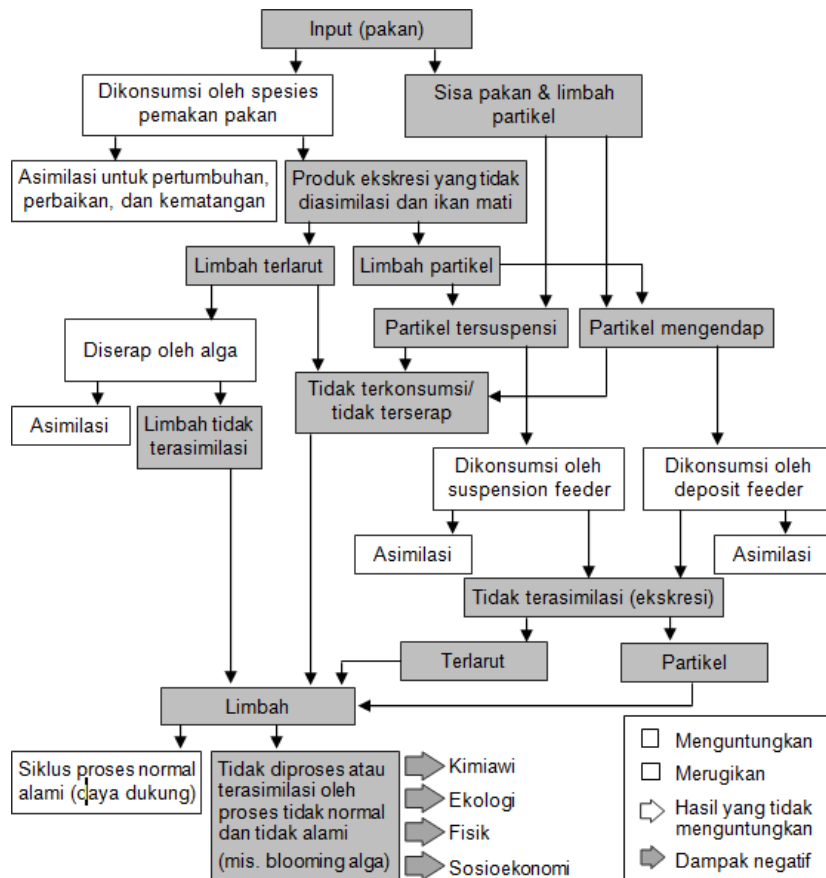 Input (pakan)
Dikonsumsi oleh spesies
pemakan pakan
Sisa pakan & limbah
partikel
Asimilasi untuk pertumbuhan,
perbaikan, dan kematangan
Produk ekskresi yang tidak
diasimilasi dan ikan mati
Limbah terlarut
Limbah partikel
Partikel tersuspensi
Partikel mengendap
Diserap oleh alga
Tidak terkonsumsi/
tidak terserap
Asimilasi
Limbah tidak
terasimilasi
Dikonsumsi oleh
suspension feeder
Dikonsumsi oleh
deposit feeder
Asimilasi
Asimilasi
Tidak terasimilasi (ekskresi)
Terlarut
Partikel
Limbah
Siklus proses normal
alami (daya dukung)
Tidak diproses atau
terasimilasi oleh
proses tidak normal
dan tidak alami
(mis. blooming alga)
Kimiawi
Ekologi
Fisik
Sosioekonomi
Menguntungkan
Merugikan
Hasil yang tidak
menguntungkan
Dampak negatif